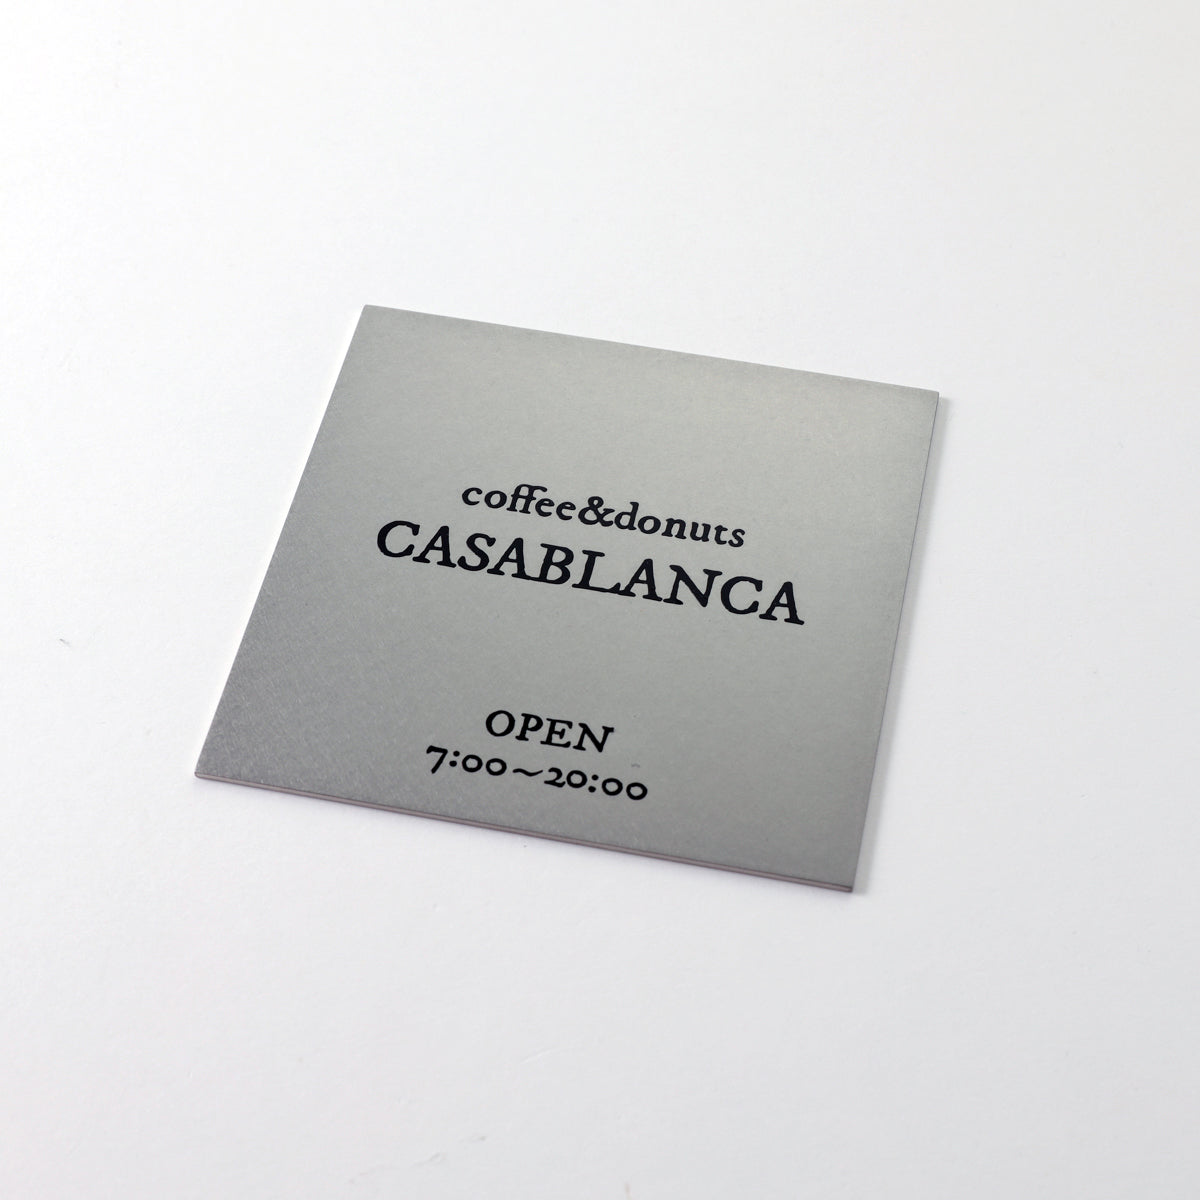 coffee&donuts
CASABLANCA
OPEN
7:00~20:00